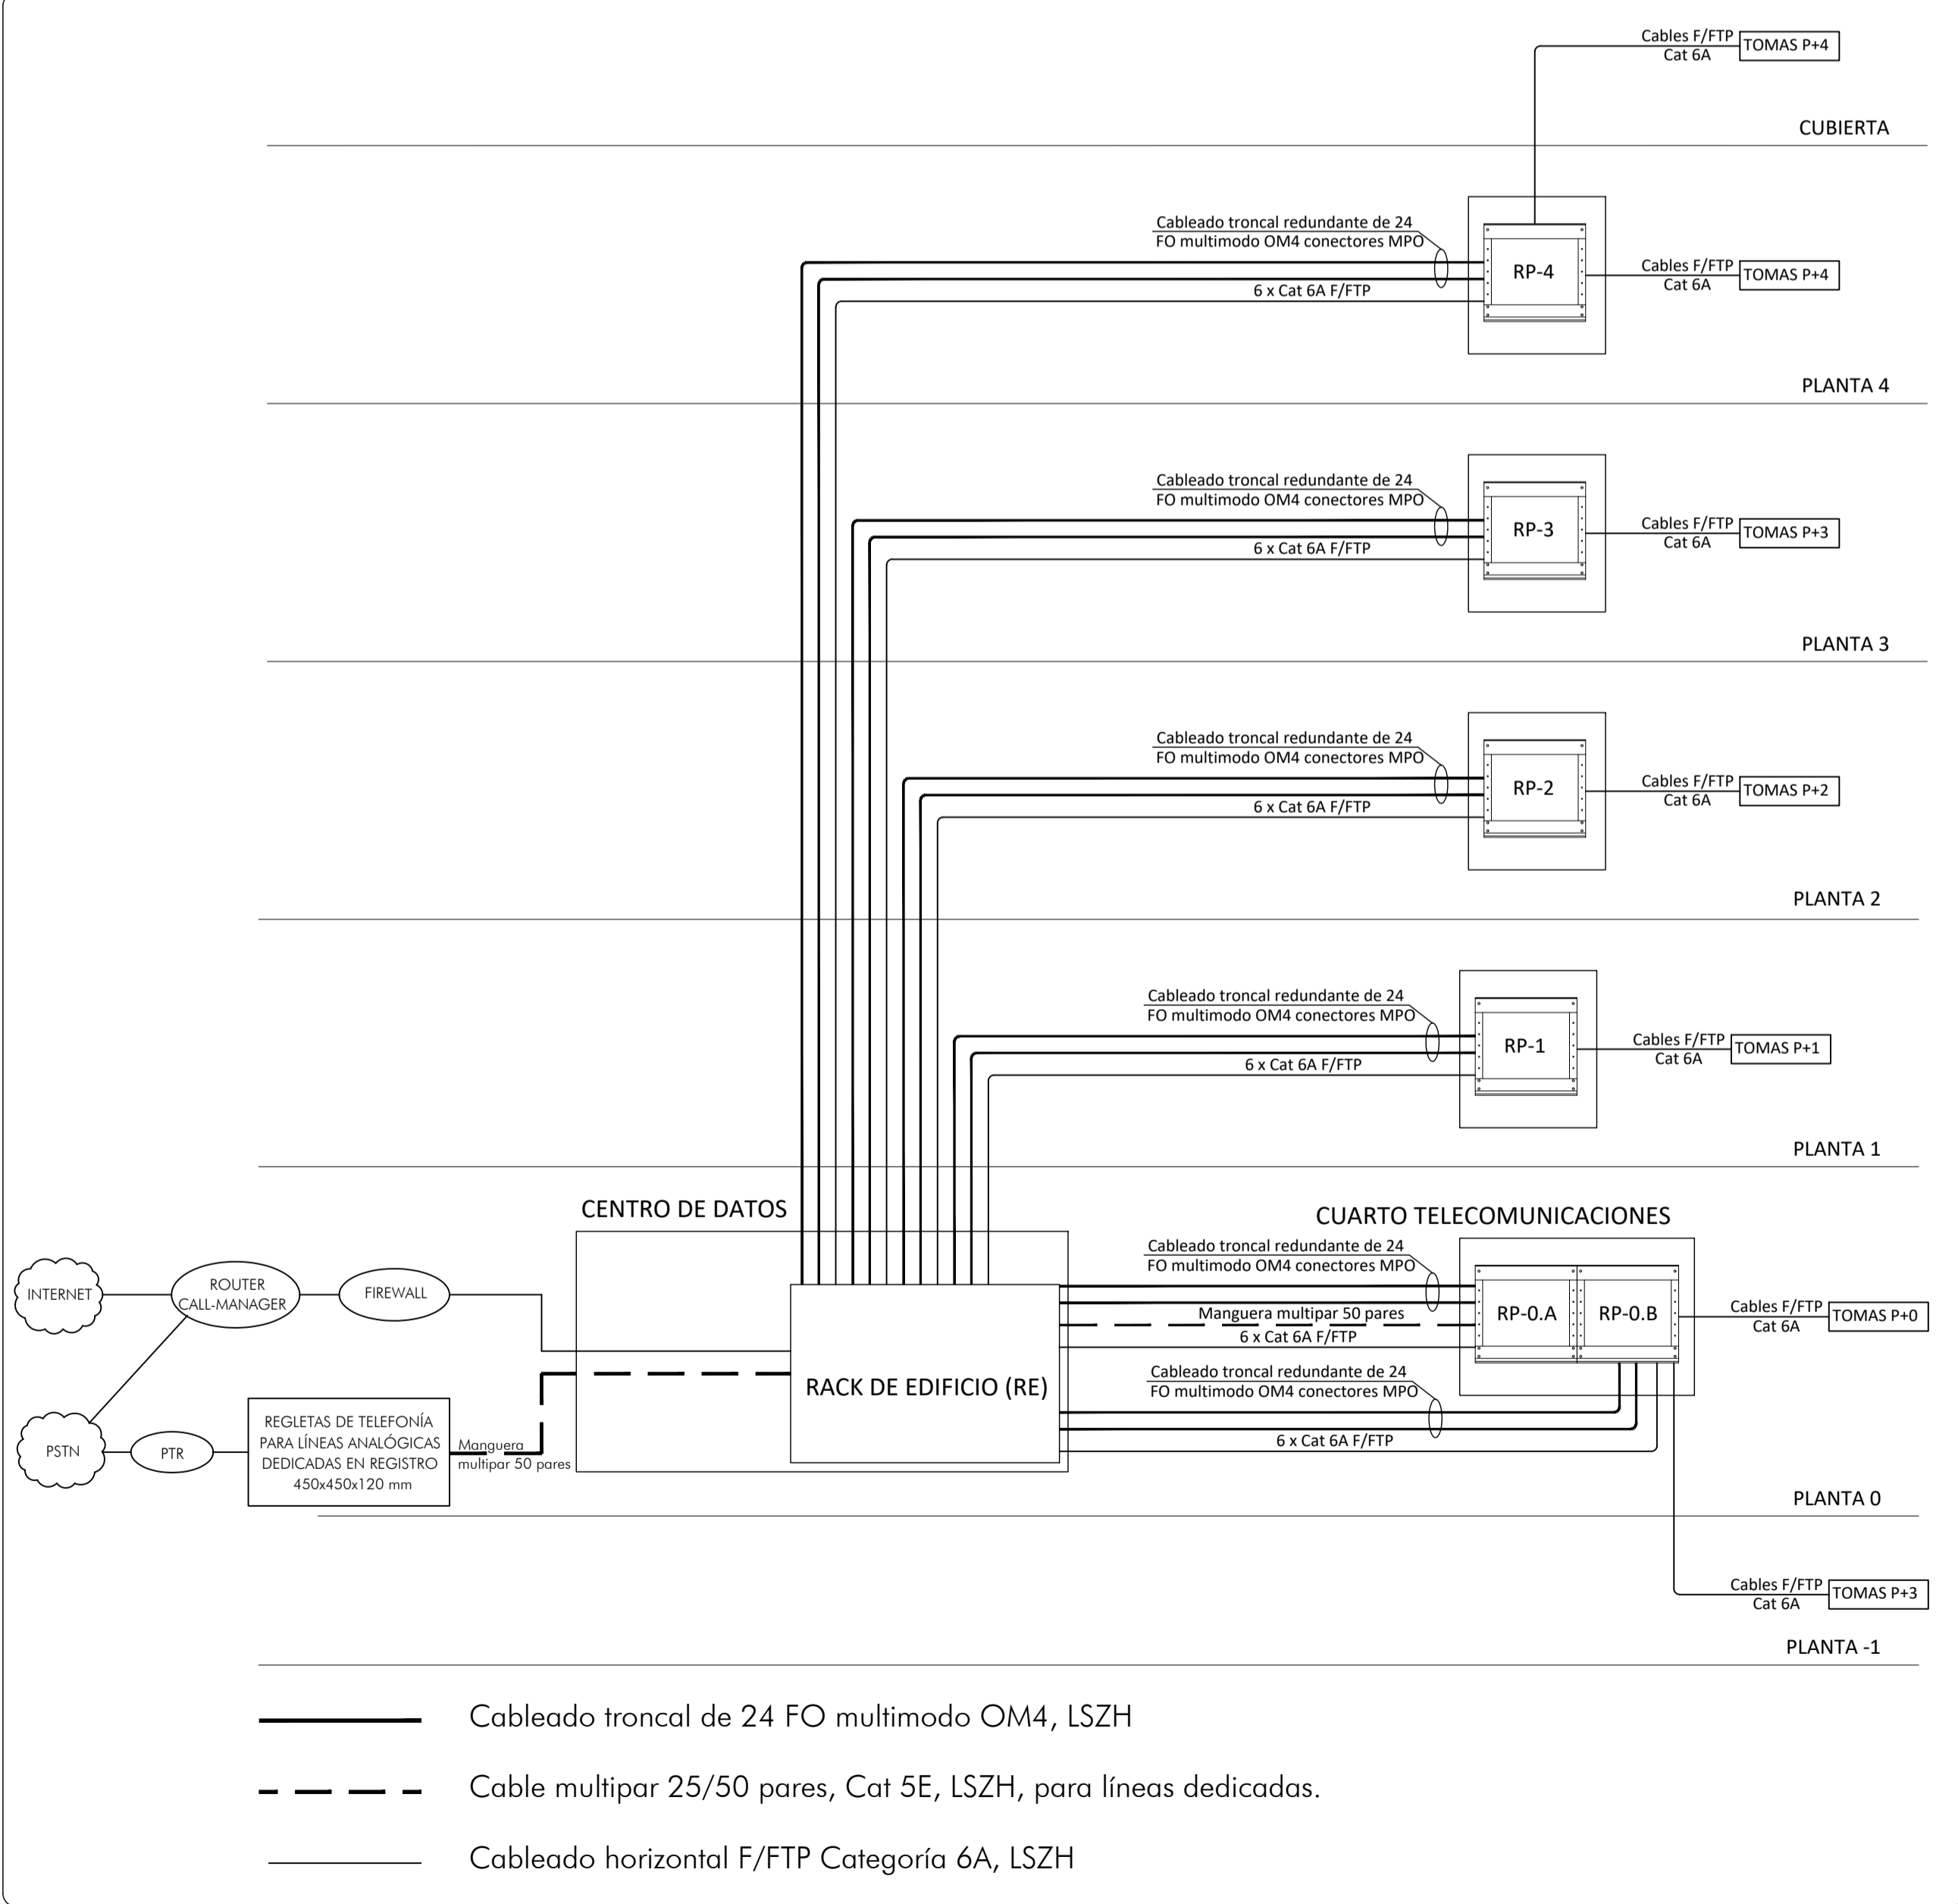 Cables F/FTP
Cat 6A
TOMAS P+4
CUBIERTA
Cableado troncal redundante de 24
FO multimodo OM4 conectores MPO
6 x Cat 6A F/FTP
RP-4
Cables F/FTP
Cat 6A
TOMAS P+4
PLANTA 4
Cableado troncal redundante de 24
FO multimodo OM4 conectores MPO
6 x Cat 6A F/FTP
RP-3
Cables F/FTP
Cat 6A
TOMAS P+3
PLANTA 3
Cableado troncal redundante de 24
FO multimodo OM4 conectores MPO
6 x Cat 6A F/FTP
RP-2
Cables F/FTP
Cat 6A
TOMAS P+2
PLANTA 2
Cableado troncal redundante de 24
FO multimodo OM4 conectores MPO
6 x Cat 6A F/FTP
RP-1
Cables F/FTP
Cat 6A
TOMAS P+1
PLANTA 1
CENTRO DE DATOS
CUARTO TELECOMUNICACIONES
INTERNET
ROUTER
CALL-MANAGER
FIREWALL
PSTN
PTR
REGLETAS DE TELEFONÍA
PARA LÍNEAS ANALÓGICAS
DEDICADAS EN REGISTRO
450x450x120 mm
Manguera
multipar 50 pares
RACK DE EDIFICIO (RE)
Cableado troncal redundante de 24
FO multimodo OM4 conectores MPO
Manguera multipar 50 pares
6 x Cat 6A F/FTP
Cableado troncal redundante de 24
FO multimodo OM4 conectores MPO
6 x Cat 6A F/FTP
RP-0.A
RP-0.B
Cables F/FTP
Cat 6A
TOMAS P+0
PLANTA 0
Cables F/FTP
Cat 6A
TOMAS P+3
PLANTA -1
Cableado troncal de 24 FO multimodo OM4, LSZH
Cable multipar 25/50 pares, Cat 5E, LSZH, para líneas dedicadas.
Cableado horizontal F/FTP Categoría 6A, LSZH